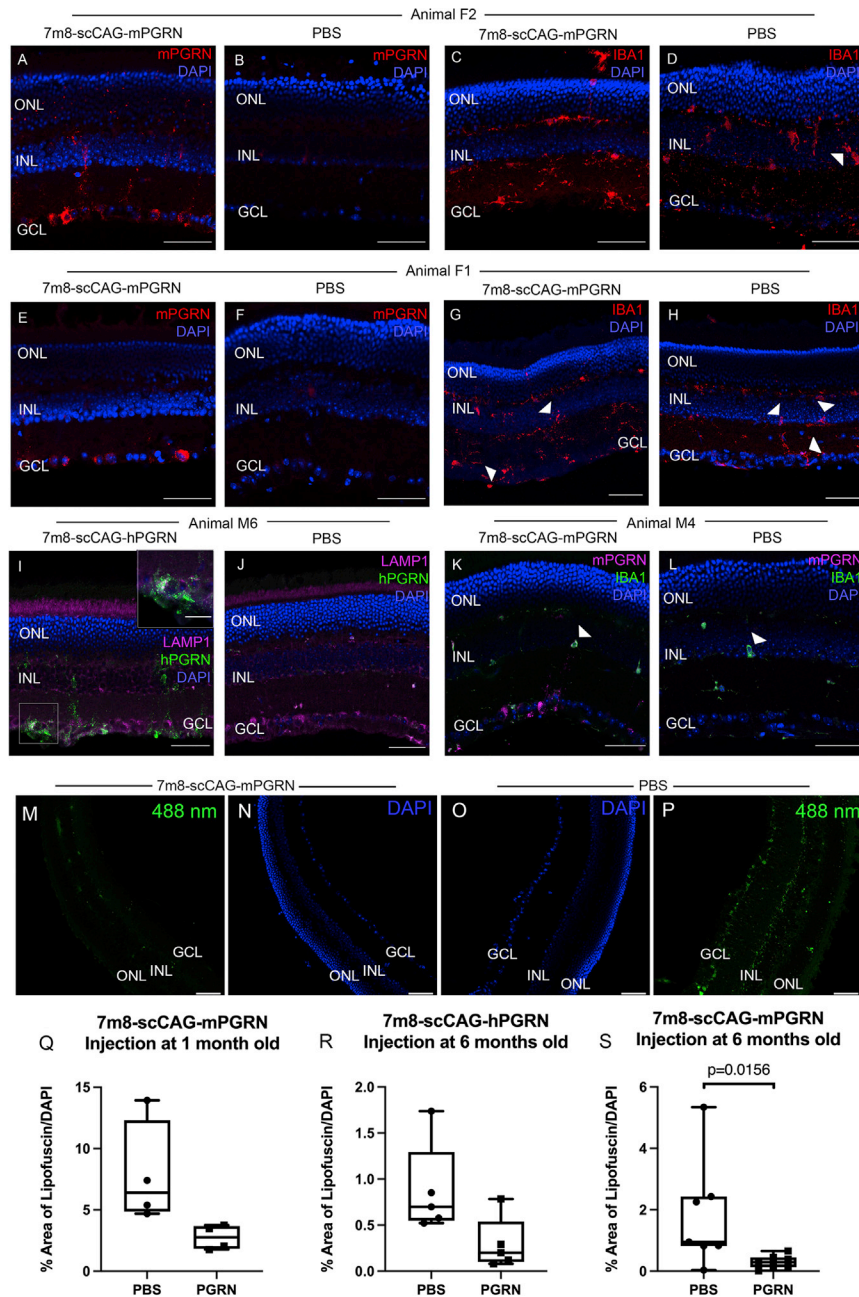 Animal F2
7m8-scCAG-mPGRN
PBS
7m8-scCAG-mPGRN
PBS
A
mPGRN
DAPI
ONL
INL
GCL
B
mPGRN
DAPI
ONL
INL
GCL
C
IBA1
DAPI
ONL
INL
GCL
D
IBA1
DAPI
ONL
INL
GCL
Animal F1
7m8-scCAG-mPGRN
PBS
7m8-scCAG-mPGRN
PBS
E
mPGRN
DAPI
ONL
INL
GCL
F
mPGRN
DAPI
ONL
INL
GCL
G
IBA1
DAPI
ONL
INL
GCL
H
IBA1
DAPI
ONL
INL
GCL
Animal M6
Animal M4
7m8-scCAG-hPGRN
PBS
7m8-scCAG-mPGRN
PBS
I
ONL
LAMP1
hPGRN
INL
DAPI
GCL
J
LAMP1
hPGRN
DAPI
ONL
INL
GCL
K
mPGRN
IBA1
DAPI
ONL
INL
GCL
L
mPGRN
IBA1
DAPI
ONL
INL
GCL
7m8-scCAG-mPGRN
PBS
M
488 nm
GCL
INL
ONL
N
DAPI
GCL
INL
ONL
O
DAPI
GCL
INL
ONL
P
488 nm
GCL
INL
ONL
Q
7m8-scCAG-mPGRN
Injection at 1 month old
% Area of Lipofuscin/DAPI
15
10
5
0
PBS
PGRN
R
7m8-scCAG-hPGRN
Injection at 6 months old
% Area of Lipofuscin/DAPI
2.0
1.5
1.0
0.5
0.0
PBS
PGRN
S
7m8-scCAG-mPGRN
Injection at 6 months old
p=0.0156
% Area of Lipofuscin/DAPI
6
4
2
0
PBS
PGRN